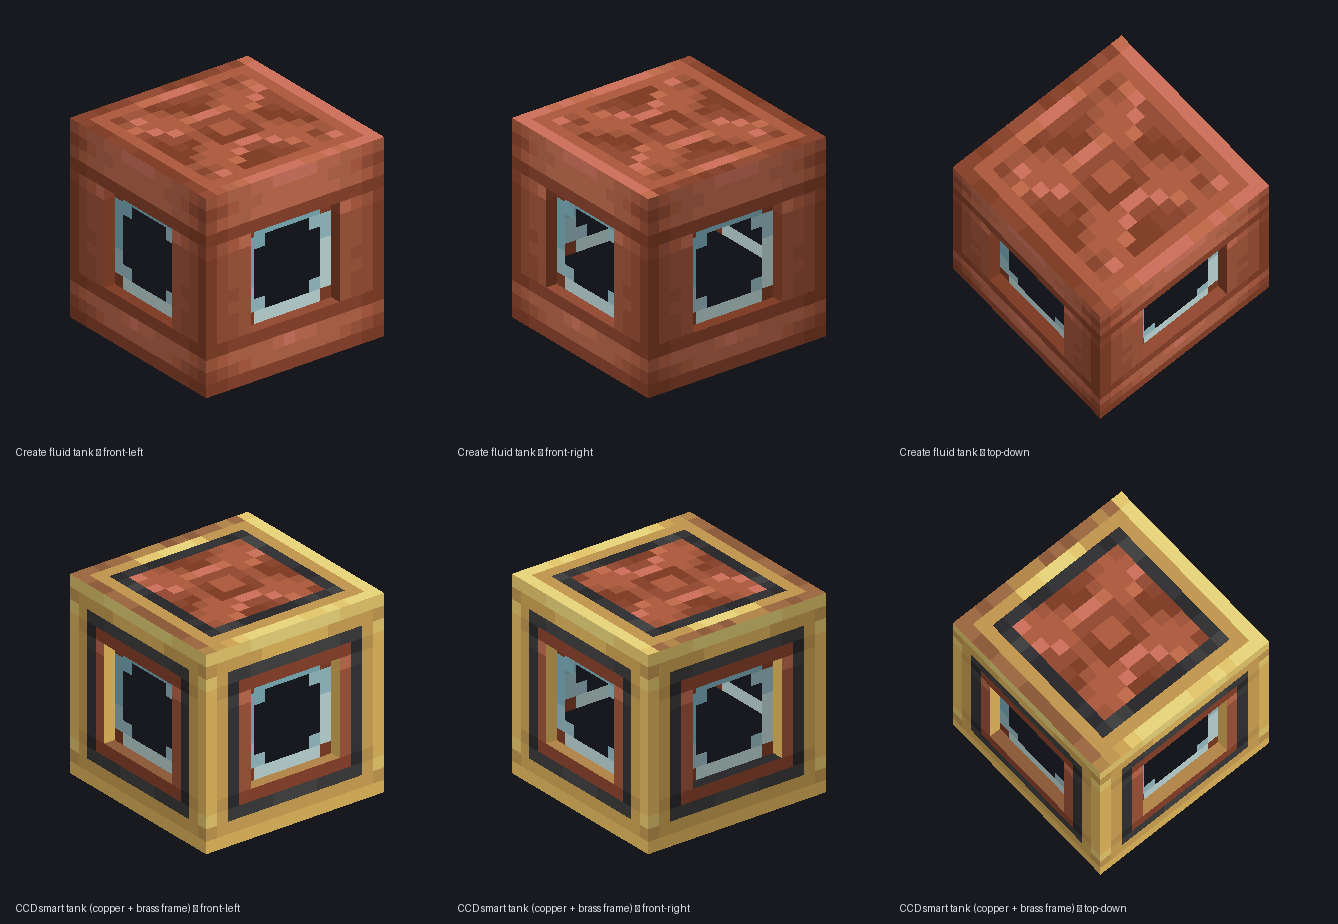 Create fluid tank ▯ front-left
Create fluid tank ▯ front-right
Create fluid tank ▯ top-down
CCD smart tank (copper + brass frame) ▯ front-left
CCD smart tank (copper + brass frame) ▯ front-right
CCD smart tank (copper + brass frame) ▯ top-down